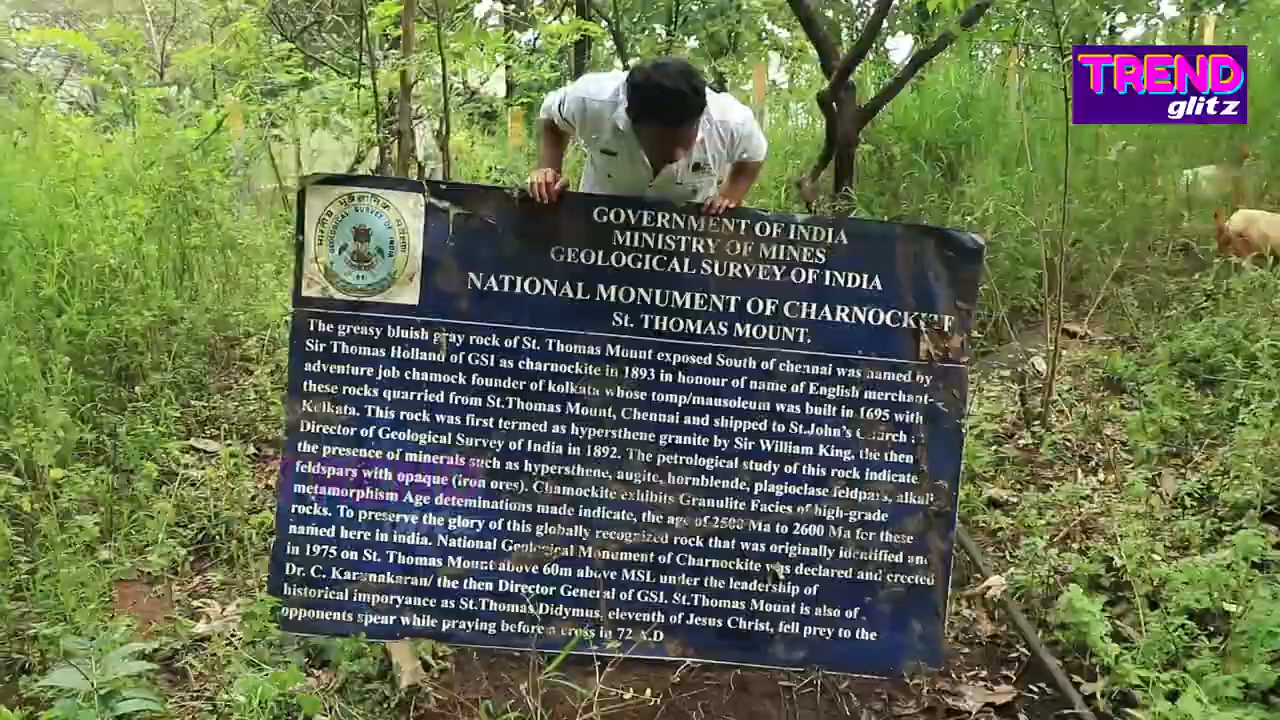 TREND
glitz
भारतीय भूवैज्ञानिक सर्वेक्षण
GEOLOGICAL SURVEY OF INDIA
GOVERNMENT OF INDIA
MINISTRY OF MINES
GEOLOGICAL SURVEY OF INDIA
NATIONAL MONUMENT OF CHARNOCKITE
St. THOMAS MOUNT.
The greasy bluish gray rock of St. Thomas Mount exposed South of chennai was named by
Sir Thomas Holland of GSI as charnockite in 1893 in honour of name of English merchant-
adventure job chamock founder of kolkata whose tomp/mausoleum was built in 1695 with
these rocks quarried from St.Thomas Mount, Chennai and shipped to St.John's Church
Kolkata. This rock was first termed as hypersthene granite by Sir William King, the then
Director of Geological Survey of India in 1892. The petrological study of this rock indicate
the presence of minerals such as hypersthene, augite, hornblende, plagioclase feldpars, alkali
feldspars with opaque (iron ores). Chamockite exhibits Granulite Facies of high-grade
metamorphism Age deteminations made indicate, the age of 2500 Ma to 2600 Ma for these
rocks. To preserve the glory of this globally recognized rock that was originally identified and
named here in india. National Geological Monument of Charnockite was declared and erected
in 1975 on St. Thomas Mount above 60m above MSL under the leadership of
Dr. C. Karunakaran/ the then Director General of GSI. St.Thomas Mount is also of
historical imporyance as St.Thomas Didymus, eleventh of Jesus Christ, fell prey to the
opponents spear while praying before a cross in 72 A.D